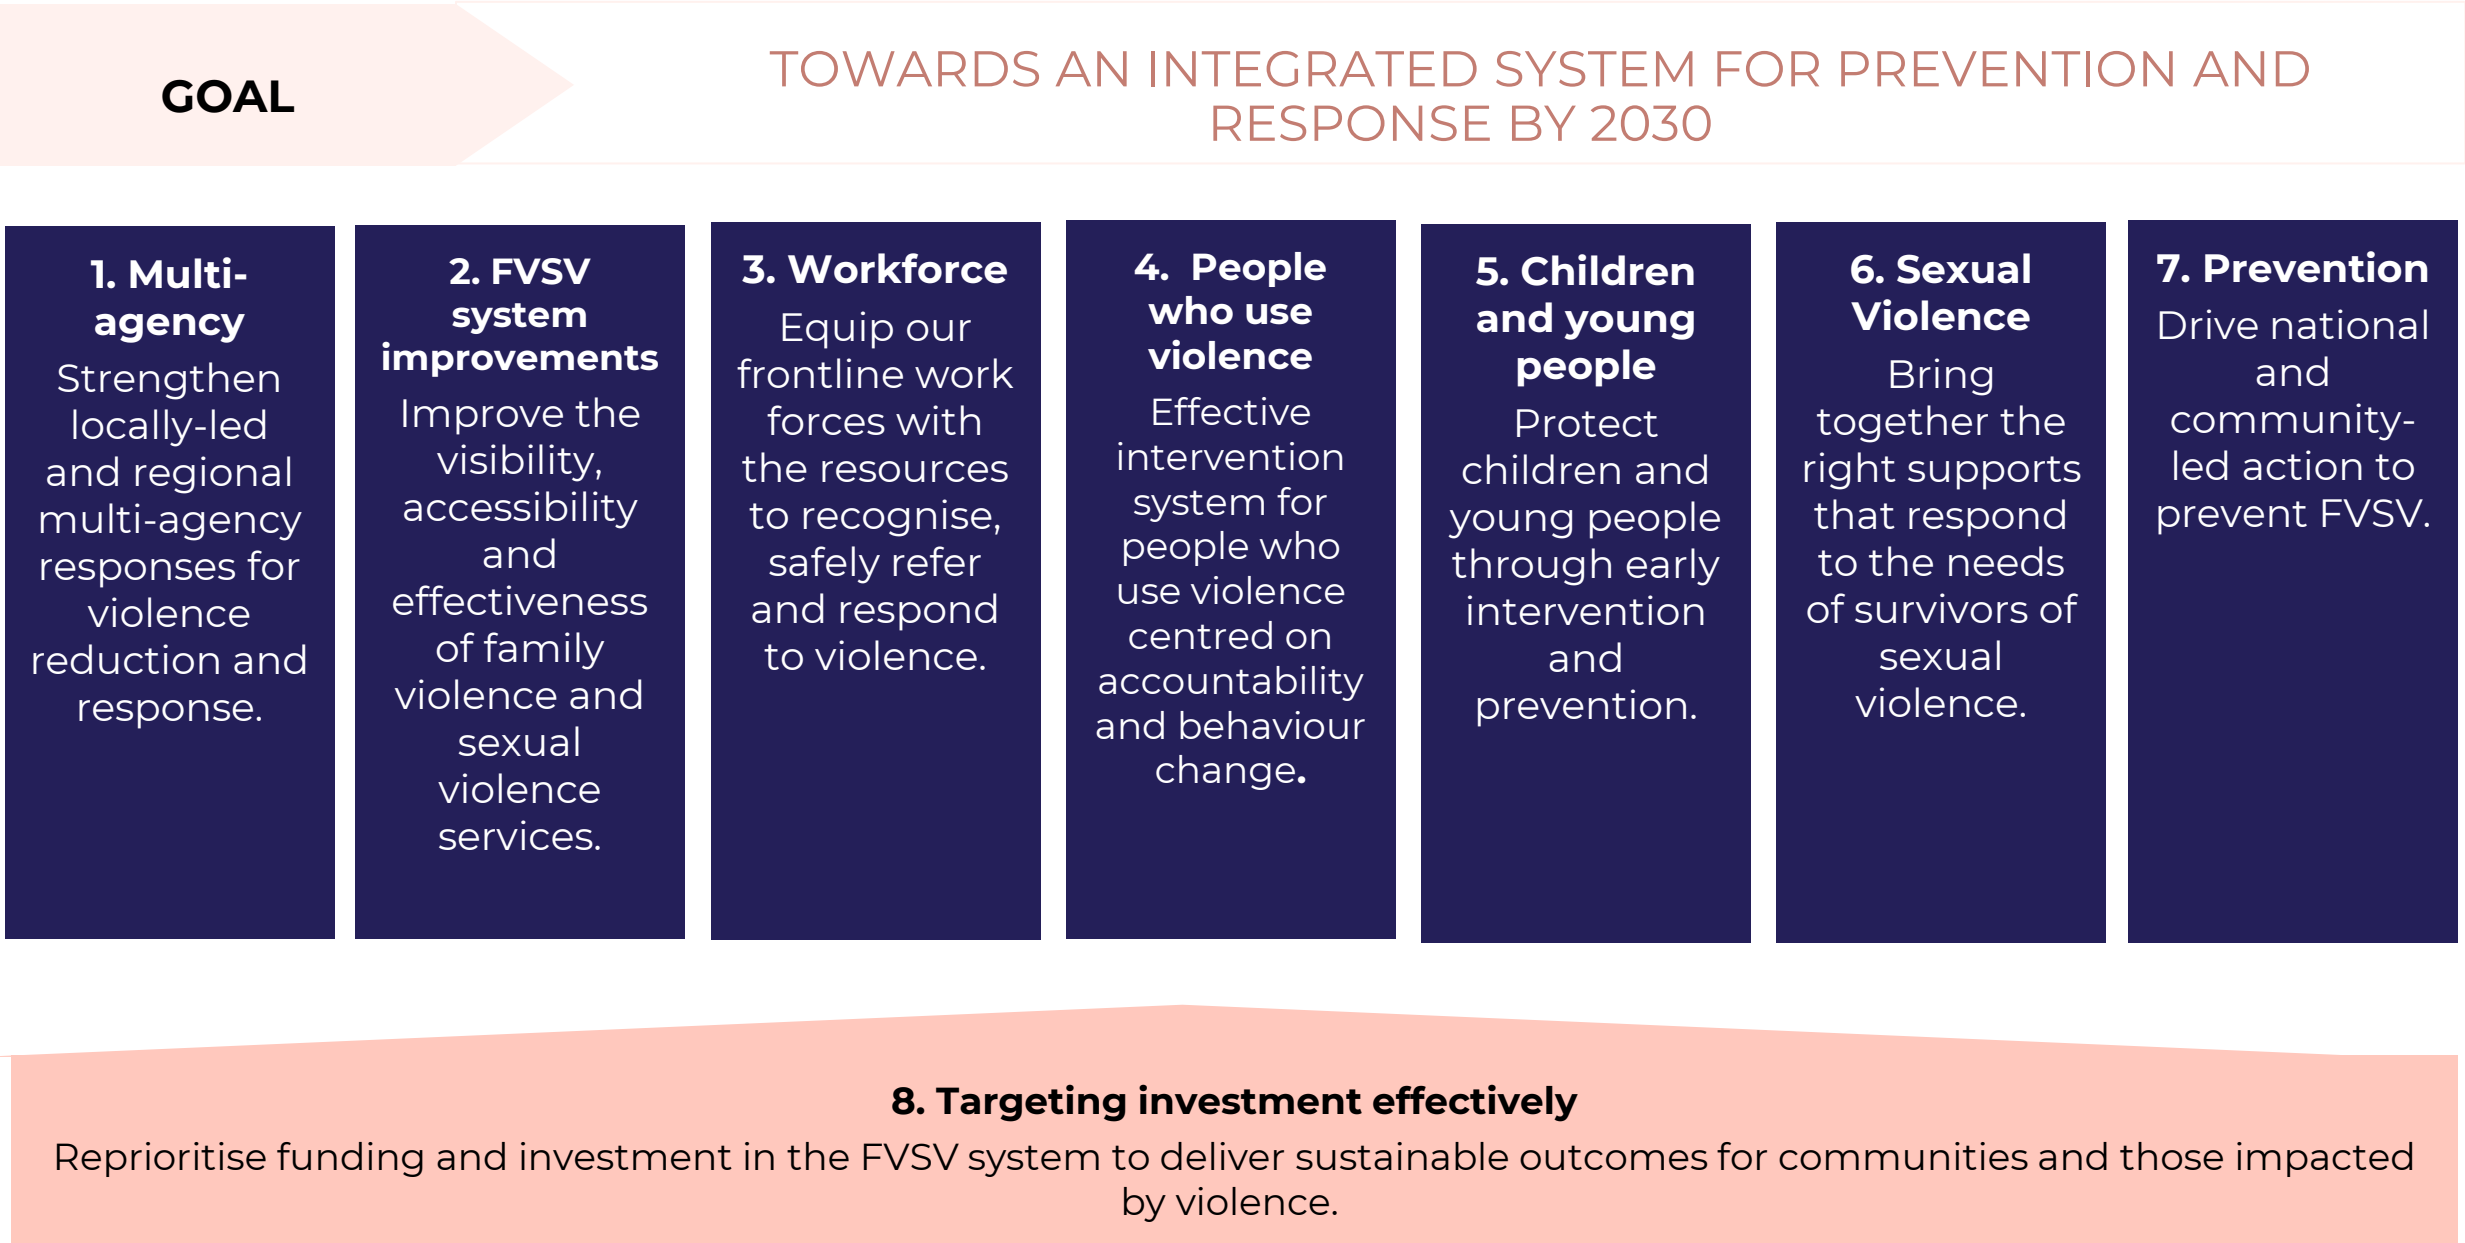 GOAL
TOWARDS AN INTEGRATED SYSTEM FOR PREVENTION AND
RESPONSE BY 2030
1. Multi-
agency
Strengthen
locally-led
and regional
multi-agency
responses for
violence
reduction and
response.
2. FVSV
system
improvements
Improve the
visibility,
accessibility
and
effectiveness
of family
violence and
sexual
violence
services.
3. Workforce
Equip our
frontline work
forces with
the resources
to recognise,
safely refer
and respond
to violence.
4. People
who use
violence
Effective
intervention
system for
people who
use violence
centred on
accountability
and behaviour
change.
5. Children
and young
people
Protect
children and
young people
through early
intervention
and
prevention.
6. Sexual
Violence
Bring
together the
right supports
that respond
to the needs
of survivors of
sexual
violence.
7. Prevention
Drive national
and
community-
led action to
prevent FVSV.
8. Targeting investment effectively
Reprioritise funding and investment in the FVSV system to deliver sustainable outcomes for communities and those impacted
by violence.